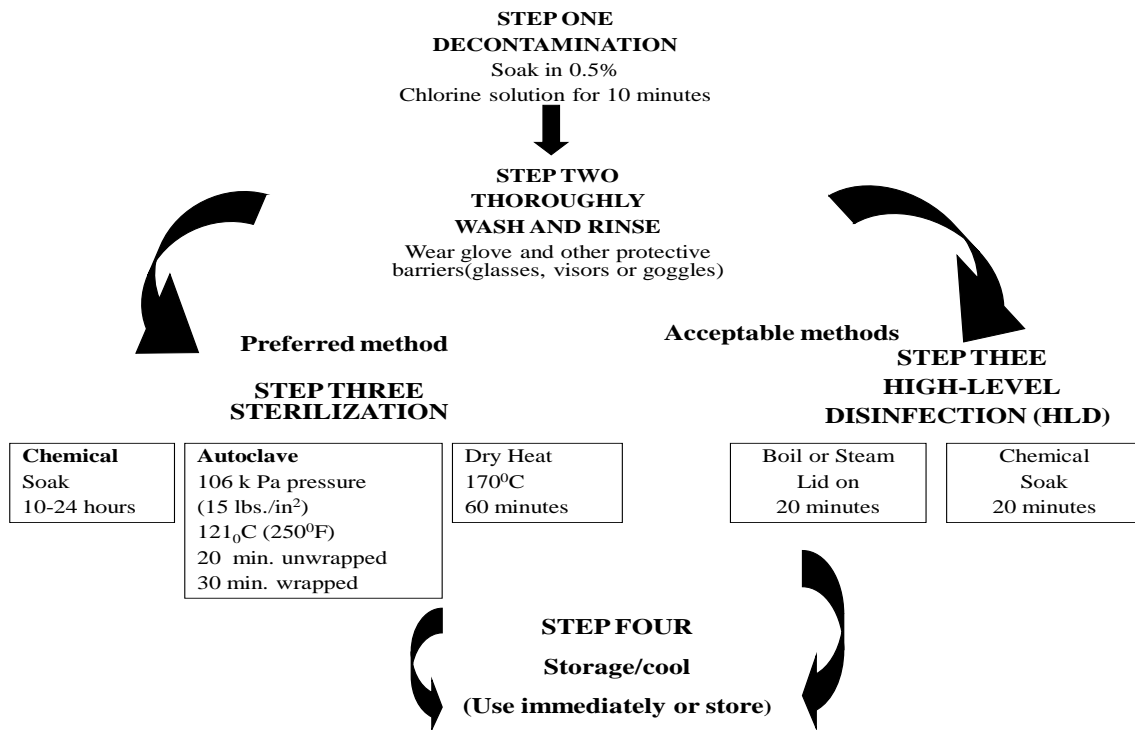 STEP ONE
DECONTAMINATION
Soak in 0.5%
Chlorine solution for 10 minutes
STEP TWO
THOROUGHLY
WASH AND RINSE
Wear glove and other protective
barriers(glasses, visors or goggles)
Preferred method
Acceptable methods
STEP THREE
STERILIZATION
STEP THEE
HIGH-LEVEL
DISINFECTION (HLD)
Chemical
Soak
10-24 hours
Autoclave
106 k Pa pressure
(15 lbs./in²)
121₀C (250⁰F)
20 min. unwrapped
30 min. wrapped
Dry Heat
170⁰C
60 minutes
Boil or Steam
Lid on
20 minutes
Chemical
Soak
20 minutes
STEP FOUR
Storage/cool
(Use immediately or store)